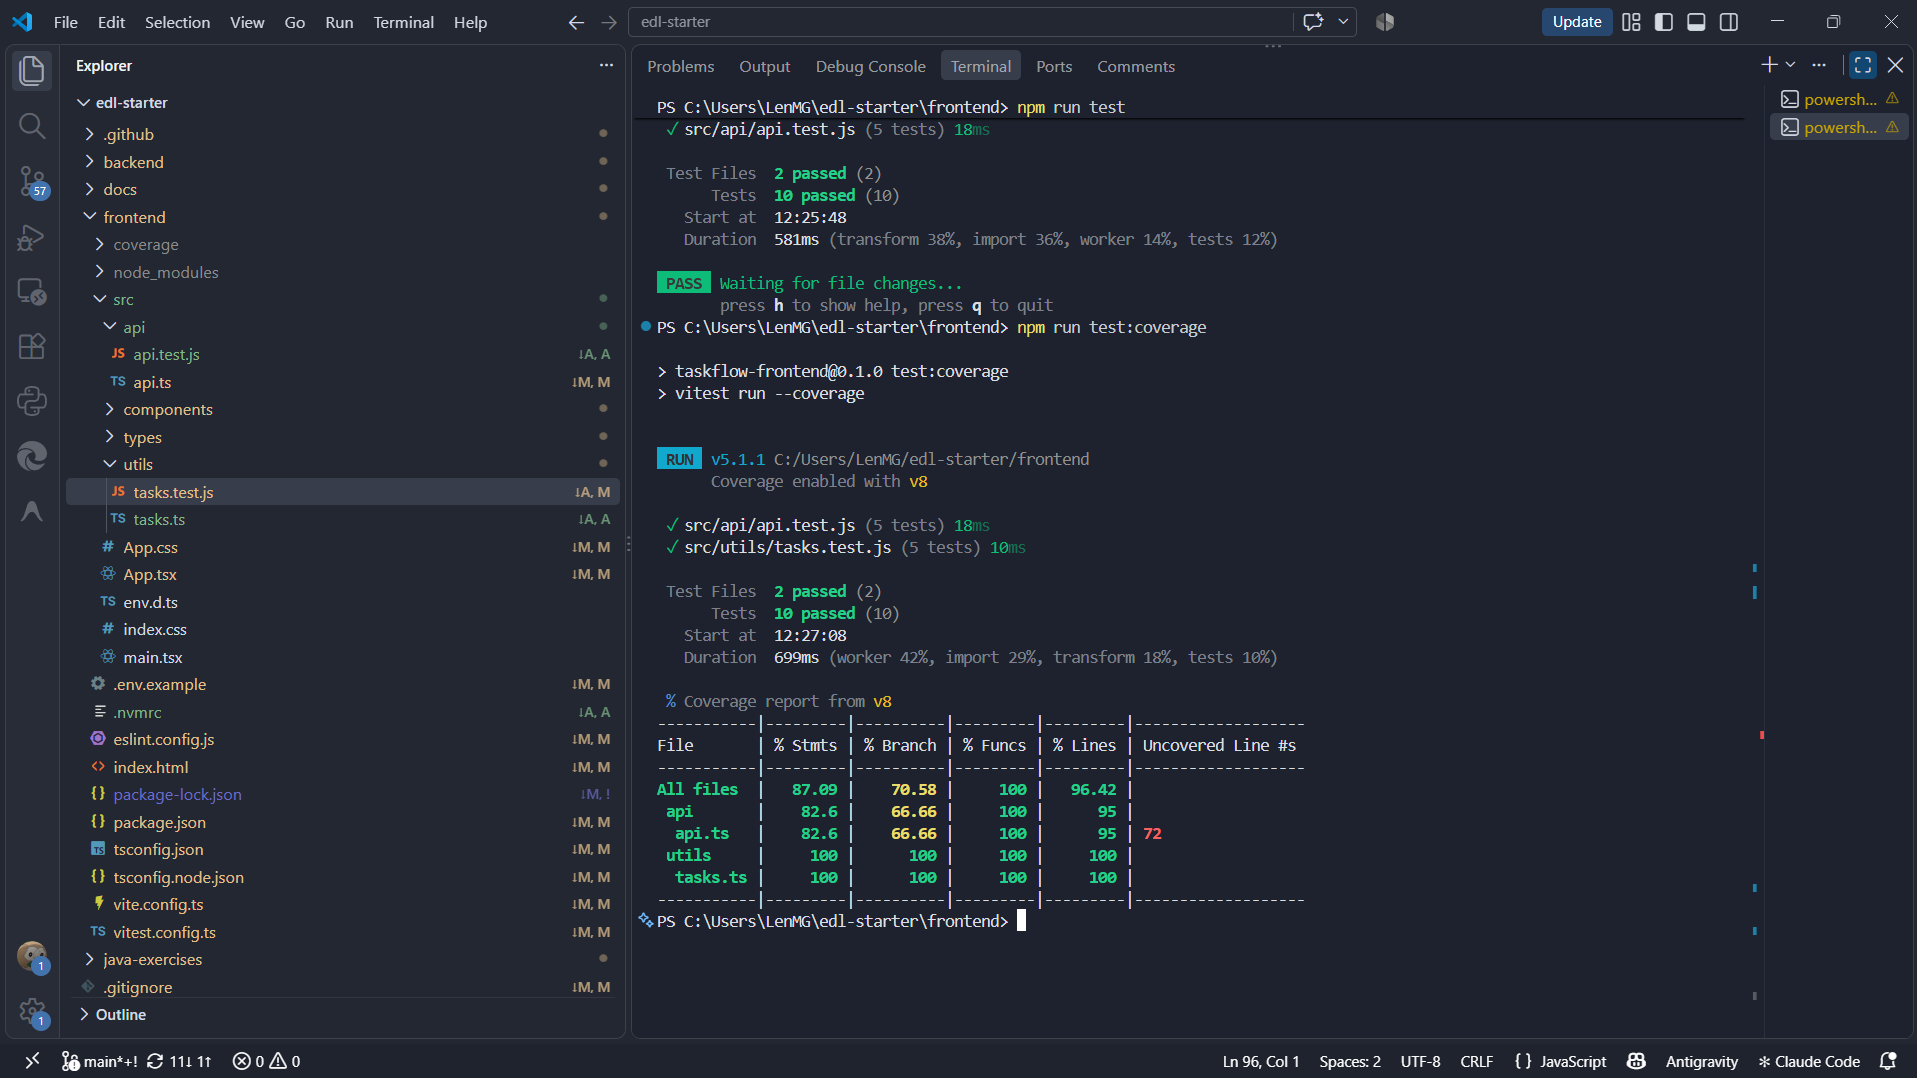 File Edit Selection View Go Run Terminal Help
edl-starter
Update
Explorer
edl-starter
.github
backend
docs
frontend
coverage
node_modules
src
api
JS api.test.js ↓A, A
TS api.ts ↓M, M
components
types
utils
JS tasks.test.js ↓A, M
TS tasks.ts ↓A, A
# App.css ↓M, M
App.tsx ↓M, M
TS env.d.ts
# index.css
main.tsx
.env.example ↓M, M
.nvmrc ↓A, A
eslint.config.js ↓M, M
<> index.html ↓M, M
{} package-lock.json ↓M, !
{} package.json ↓M, M
TS tsconfig.json ↓M, M
{} tsconfig.node.json ↓M, M
vite.config.ts ↓M, M
TS vitest.config.ts ↓M, M
java-exercises
.gitignore ↓M, M
Outline
57
1
1
Problems Output Debug Console Terminal Ports Comments
powersh...
powersh...
PS C:\Users\LenMG\edl-starter\frontend> npm run test
✓ src/api/api.test.js (5 tests) 18ms
Test Files 2 passed (2)
Tests 10 passed (10)
Start at 12:25:48
Duration 581ms (transform 38%, import 36%, worker 14%, tests 12%)
PASS Waiting for file changes...
press h to show help, press q to quit
PS C:\Users\LenMG\edl-starter\frontend> npm run test:coverage
> taskflow-frontend@0.1.0 test:coverage
> vitest run --coverage
RUN v5.1.1 C:/Users/LenMG/edl-starter/frontend
Coverage enabled with v8
✓ src/api/api.test.js (5 tests) 18ms
✓ src/utils/tasks.test.js (5 tests) 10ms
Test Files 2 passed (2)
Tests 10 passed (10)
Start at 12:27:08
Duration 699ms (worker 42%, import 29%, transform 18%, tests 10%)
% Coverage report from v8
-----------|---------|----------|---------|---------|-------------------
File | % Stmts | % Branch | % Funcs | % Lines | Uncovered Line #s
-----------|---------|----------|---------|---------|-------------------
All files | 87.09 | 70.58 | 100 | 96.42 |
api | 82.6 | 66.66 | 100 | 95 |
api.ts | 82.6 | 66.66 | 100 | 95 | 72
utils | 100 | 100 | 100 | 100 |
tasks.ts | 100 | 100 | 100 | 100 |
-----------|---------|----------|---------|---------|-------------------
PS C:\Users\LenMG\edl-starter\frontend>
main*+! 11↓ 1↑ 0 0 Ln 96, Col 1 Spaces: 2 UTF-8 CRLF {} JavaScript Antigravity Claude Code